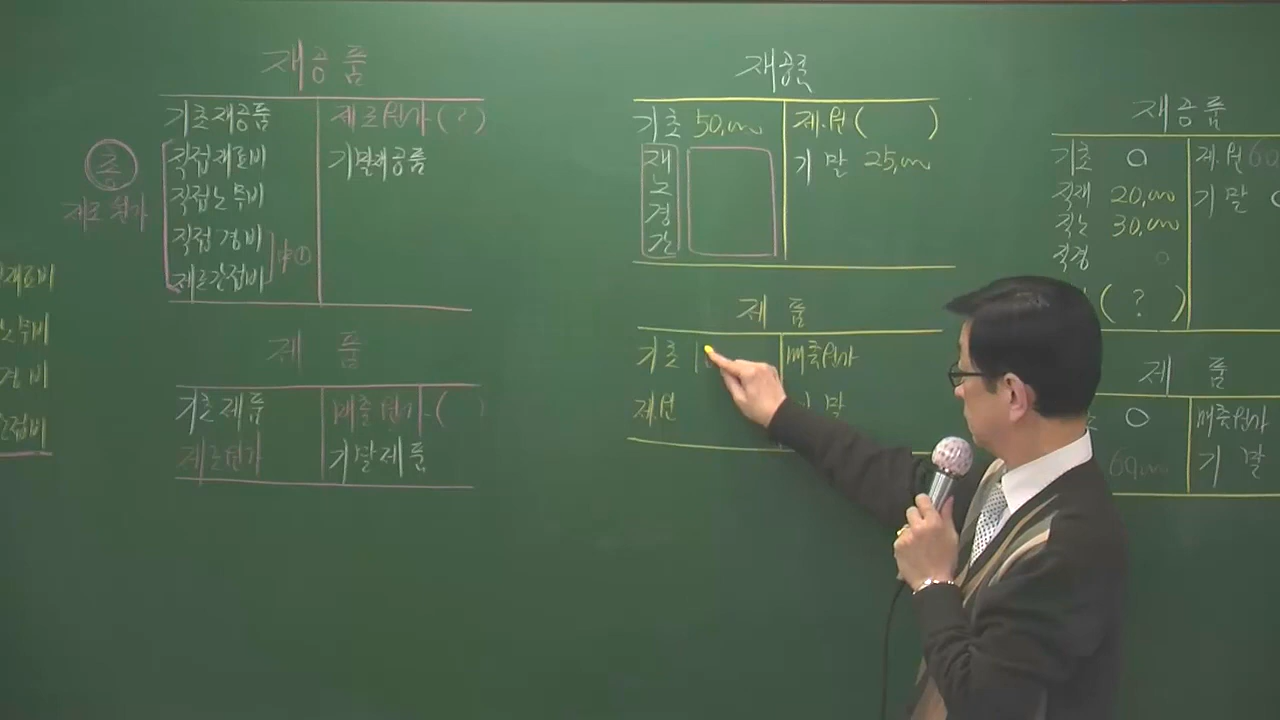 재공품
기초재공품 제조원가(?)
직접재료비 기말재공품
직접노무비
직접경비
제조간접비
총
제조원가
제 품
기초제품 매출원가( )
제조원가 기말제품
재료비
노무비
경비
간접비
재공품
기초 50,000 제.원( )
재 기말 25,000
노
경
간
제 품
기초 매출원가
제.원 말
재공품
기초 0 제.원 60
직재 20,000 기말
직노 30,000
직경 0
( ? )
제 품
0 매출원가
60,000 기말